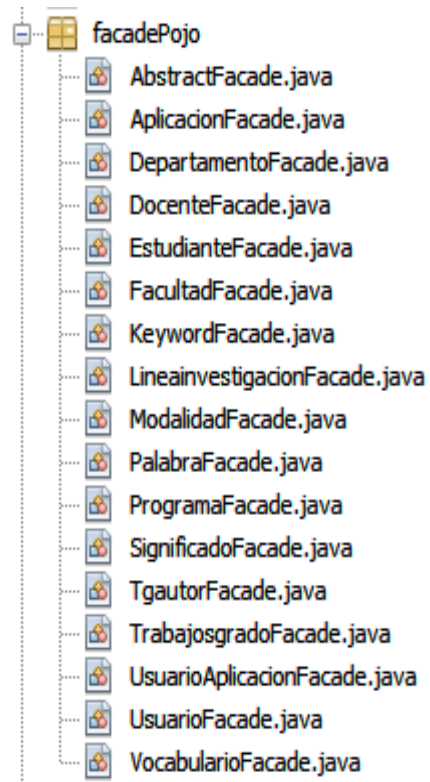 facadePojo
AbstractFacade.java
AplicacionFacade.java
DepartamentoFacade.java
DocenteFacade.java
EstudianteFacade.java
FacultadFacade.java
KeywordFacade.java
LineainvestigacionFacade.java
ModalidadFacade.java
PalabraFacade.java
ProgramaFacade.java
SignificadoFacade.java
TgautorFacade.java
TrabajosgradoFacade.java
UsuarioAplicacionFacade.java
UsuarioFacade.java
VocabularioFacade.java